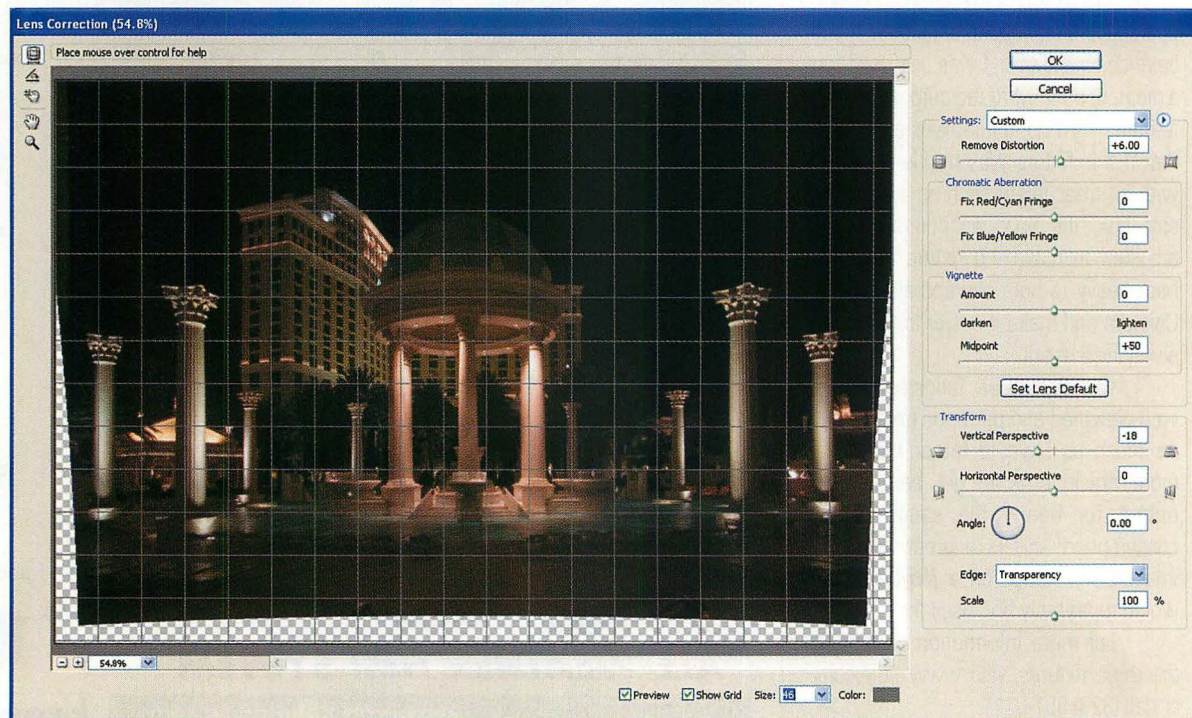 Lens Correction (54.8%)
Place mouse over control for help
OK
Cancel
Settings: Custom
Remove Distortion +6.00
Chromatic Aberration
Fix Red/Cyan Fringe 0
Fix Blue/Yellow Fringe 0
Vignette
Amount 0
darken lighten
Midpoint +50
Set Lens Default
Transform
Vertical Perspective -18
Horizontal Perspective 0
Angle: 0.00 °
Edge: Transparency
Scale 100 %
54.8%
Preview Show Grid Size: 46 Color: